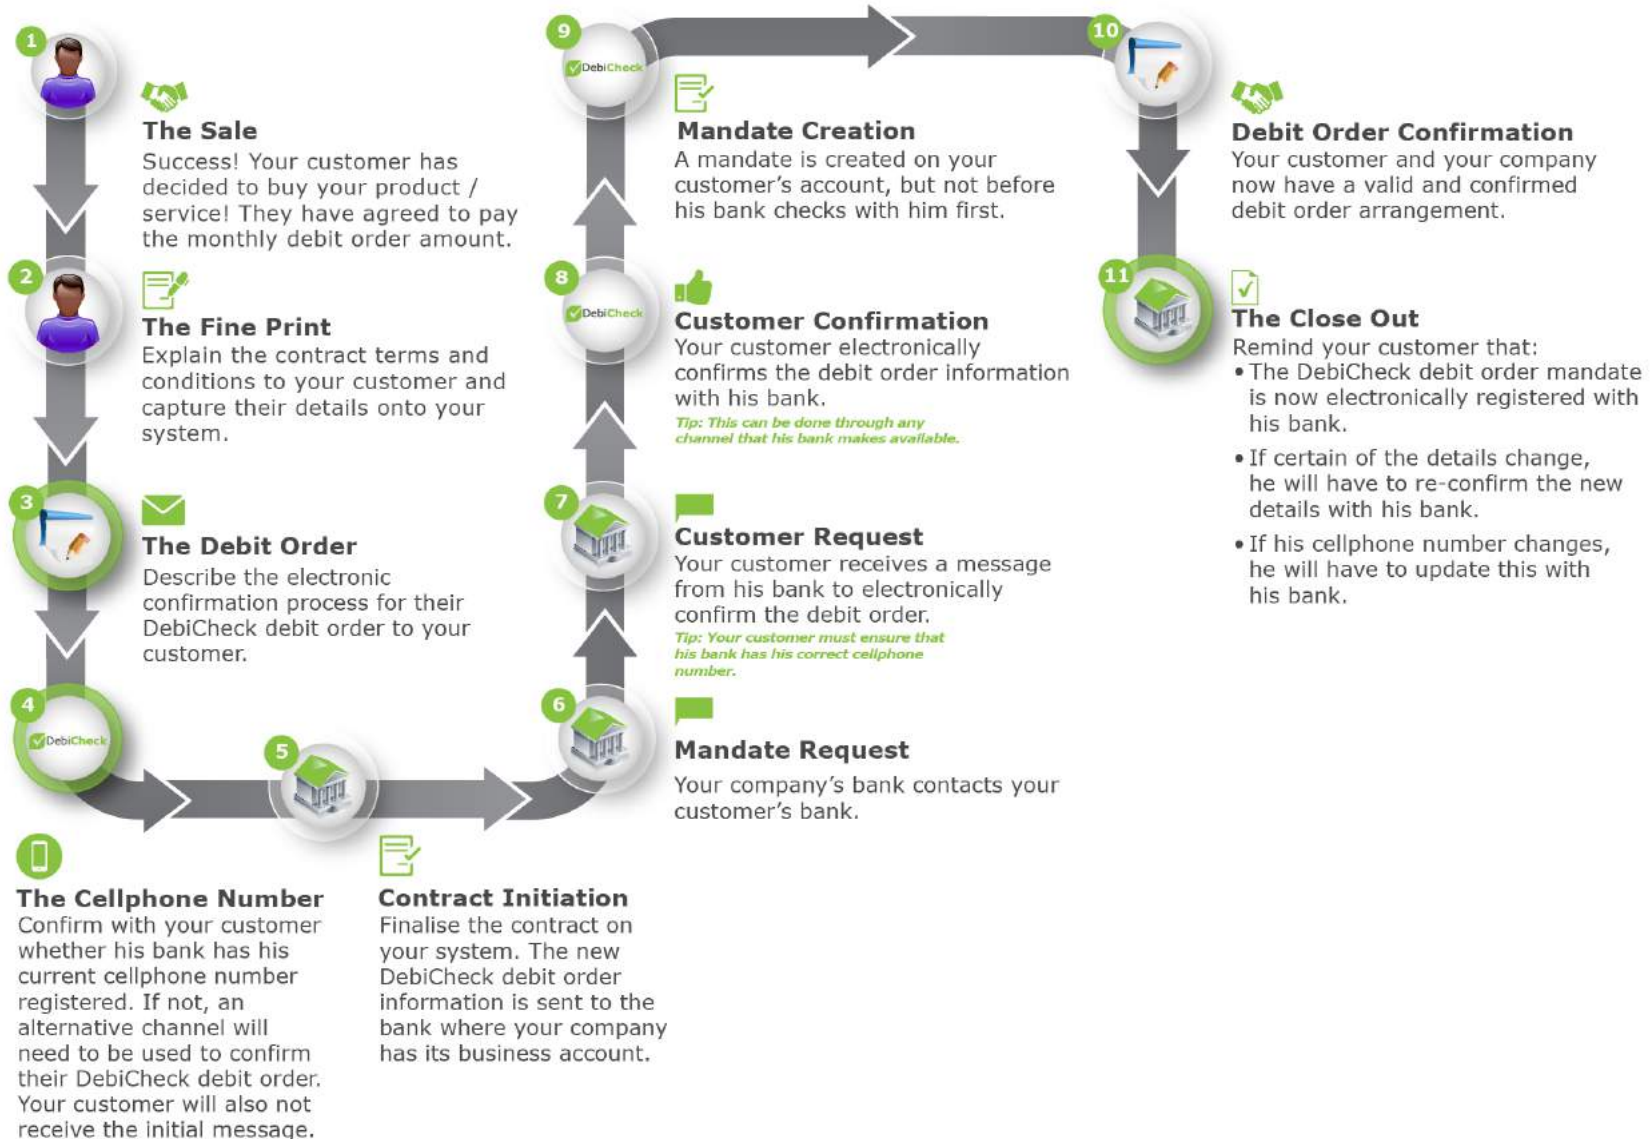 1
The Sale
Success! Your customer has
decided to buy your product /
service! They have agreed to pay
the monthly debit order amount.
2
The Fine Print
Explain the contract terms and
conditions to your customer and
capture their details onto your
system.
3
The Debit Order
Describe the electronic
confirmation process for their
DebiCheck debit order to your
customer.
4
DebiCheck
The Cellphone Number
Confirm with your customer
whether his bank has his
current cellphone number
registered. If not, an
alternative channel will
need to be used to confirm
their DebiCheck debit order.
Your customer will also not
receive the initial message.
5
Contract Initiation
Finalise the contract on
your system. The new
DebiCheck debit order
information is sent to the
bank where your company
has its business account.
6
Mandate Request
Your company's bank contacts your
customer's bank.
7
Customer Request
Your customer receives a message
from his bank to electronically
confirm the debit order.
Tip: Your customer must ensure that
his bank has his correct cellphone
number.
8
DebiCheck
Customer Confirmation
Your customer electronically
confirms the debit order information
with his bank.
Tip: This can be done through any
channel that his bank makes available.
9
DebiCheck
Mandate Creation
A mandate is created on your
customer's account, but not before
his bank checks with him first.
10
Debit Order Confirmation
Your customer and your company
now have a valid and confirmed
debit order arrangement.
11
The Close Out
Remind your customer that:
• The DebiCheck debit order mandate
is now electronically registered with
his bank.
• If certain of the details change,
he will have to re-confirm the new
details with his bank.
• If his cellphone number changes,
he will have to update this with
his bank.